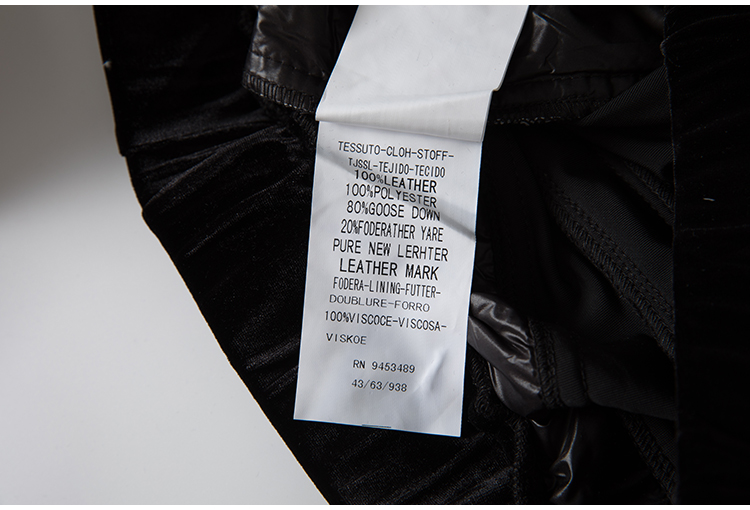 TESSUTO-CLOH-STOFF-
TJSSL-TEJIDO-TECIDO
100%LEATHER
100%POLYESTER
80%GOOSE DOWN
20%FODERATHER YARE
PURE NEW LERHTER
LEATHER MARK
FODERA-LINING-FUTTER-
DOUBLURE-FORRO
100%VISCOCE-VISCOSA-
VISKOE
RN 9453489
43/63/938